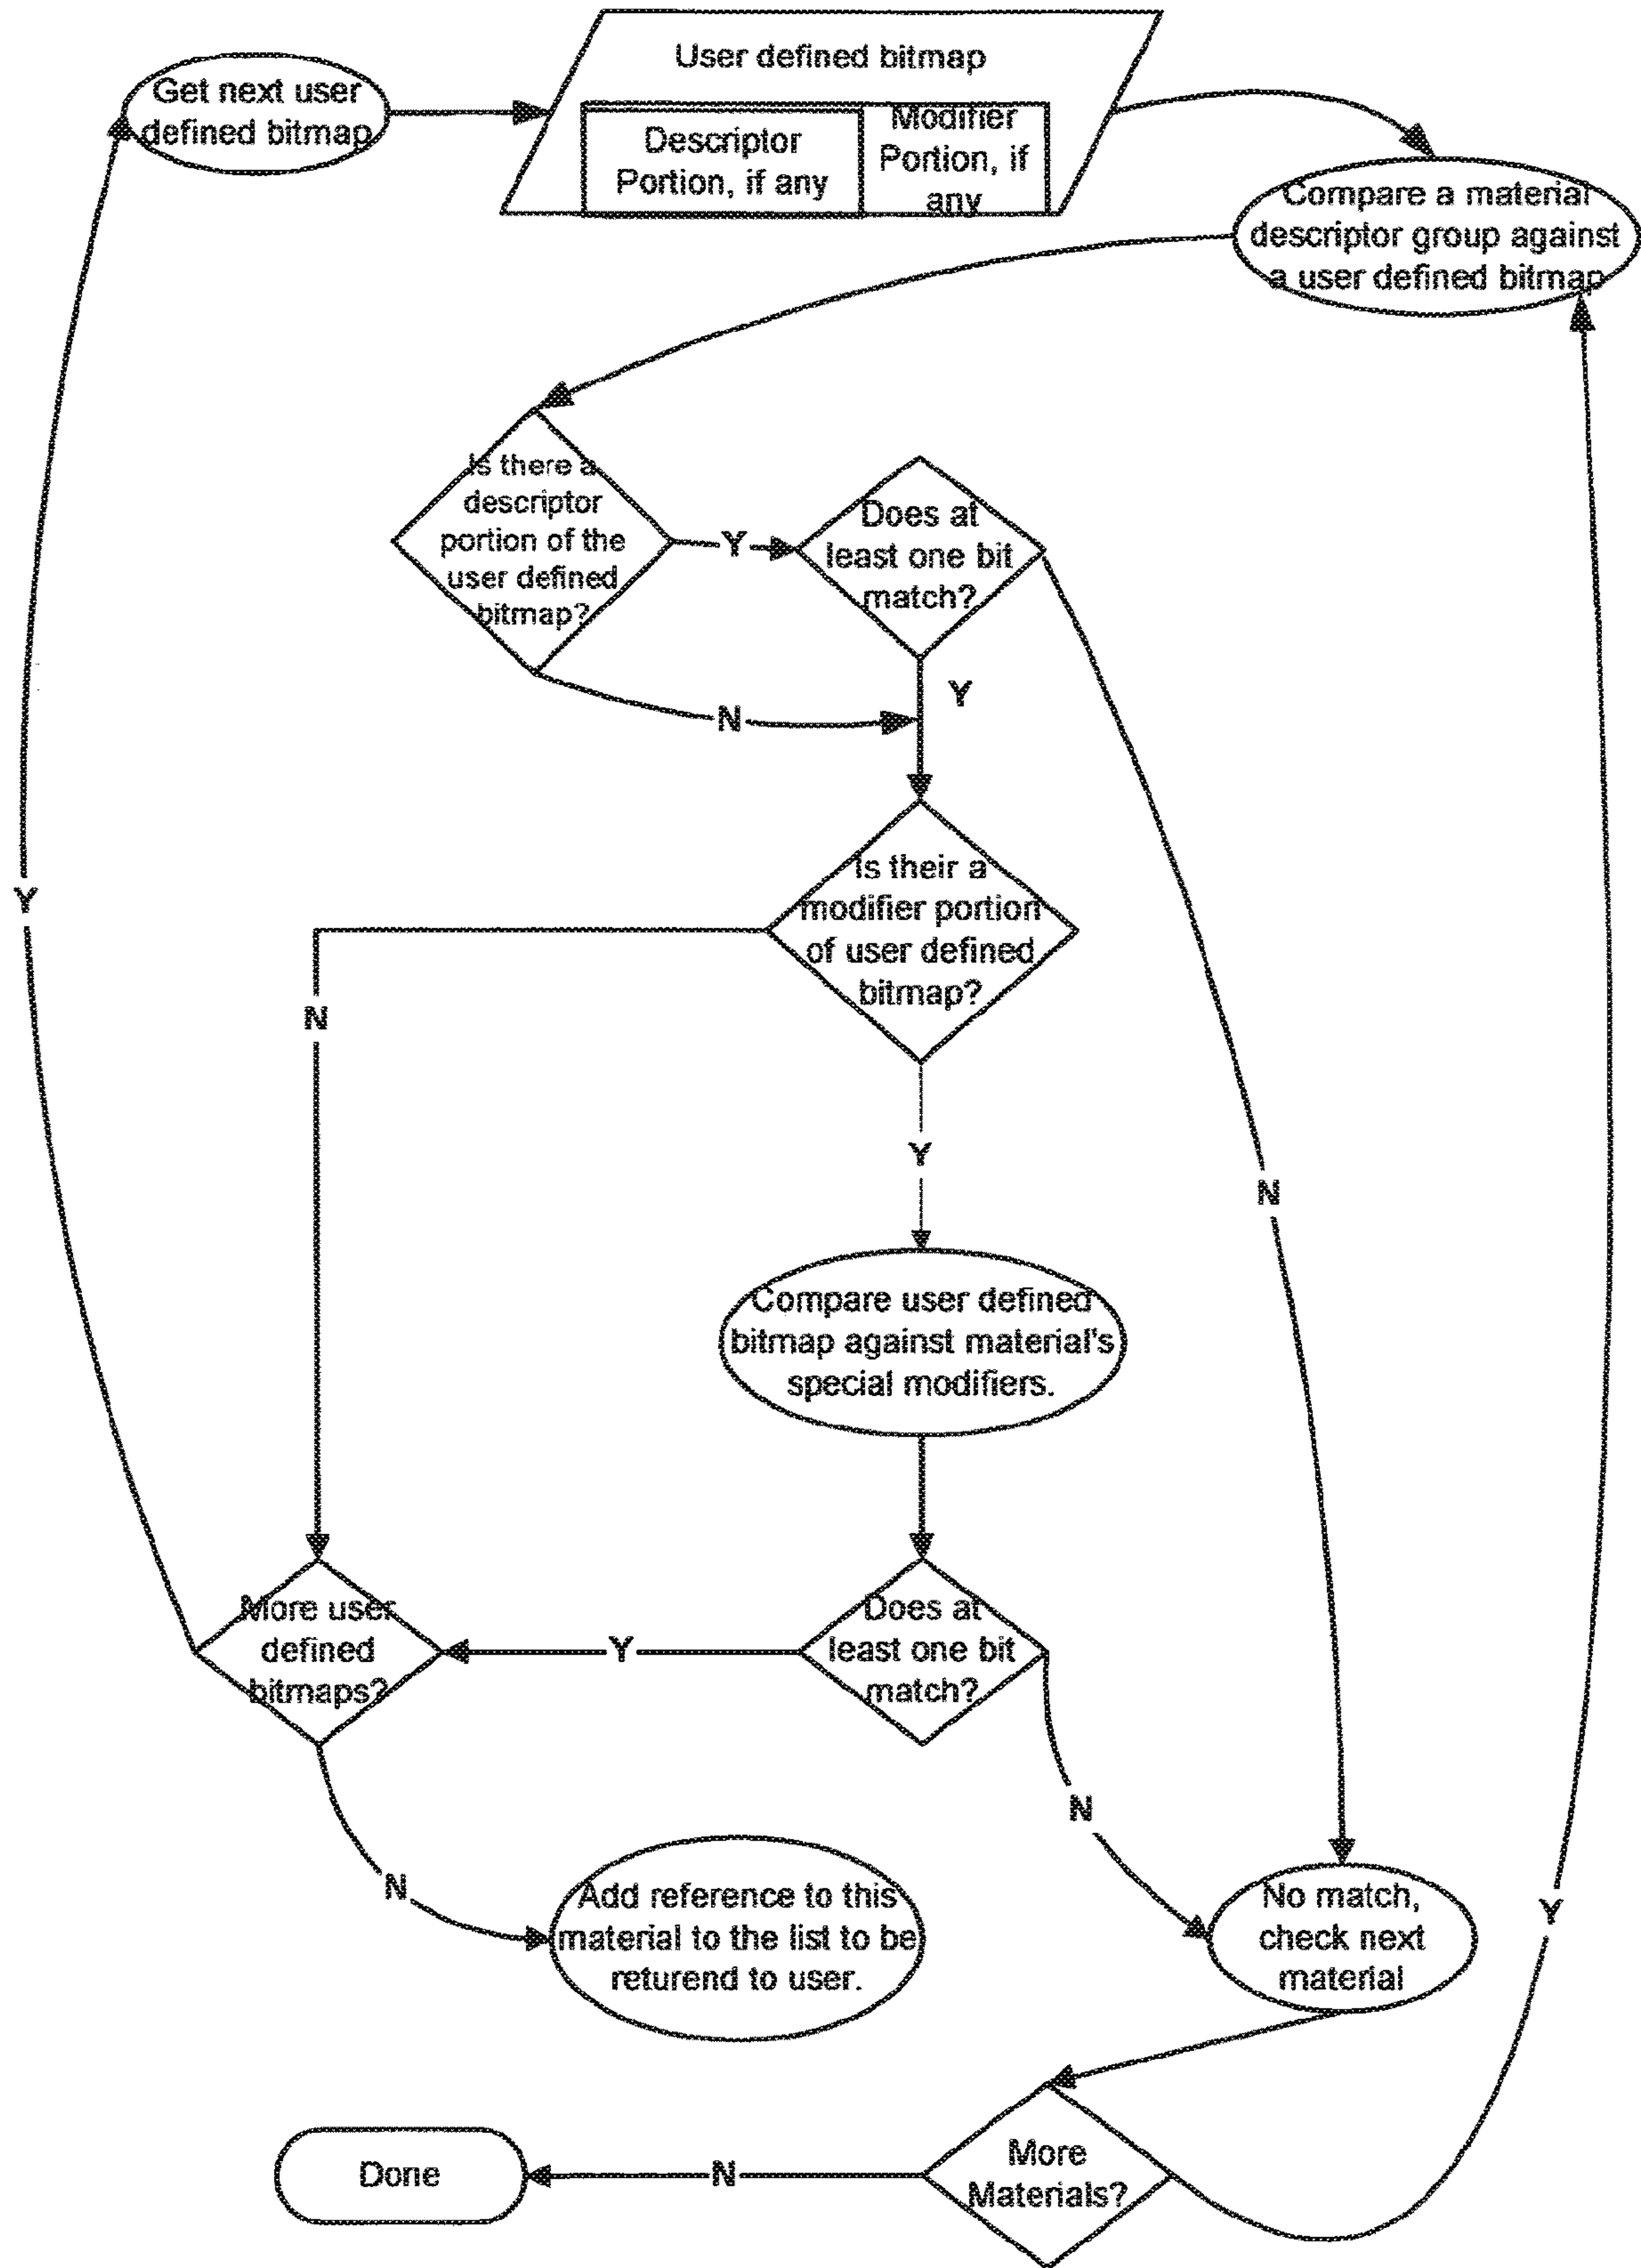 Get next user
defined bitmap
User defined bitmap
Descriptor
Portion, if any
Modifier
Portion, if
any
Compare a material
descriptor group against
a user defined bitmap
Is there a
descriptor
portion of the
user defined
bitmap?
Y
Does at
least one bit
match?
Y
N
Is their a
modifier portion
of user defined
bitmap?
Y
N
Y
N
Compare user defined
bitmap against material's
special modifiers.
More user
defined
bitmaps?
Y
Does at
least one bit
match?
N
N
Add reference to this
material to the list to be
returend to user.
No match,
check next
material
Y
Done
N
More
Materials?